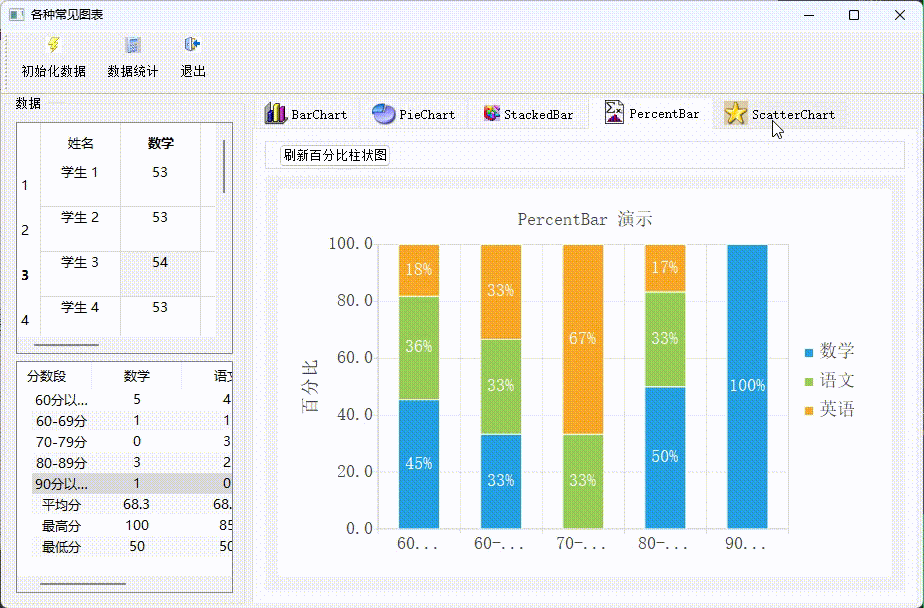 各种常见图表
初始化数据 数据统计 退出
数据
姓名 数学
1 学生 1 53
2 学生 2 53
3 学生 3 54
4 学生 4 53
分数段 数学 语文
60分以... 5 4
60-69分 1 1
70-79分 0 3
80-89分 3 2
90分以... 1 0
平均分 68.3 68.
最高分 100 85
最低分 50 50
BarChart PieChart StackedBar PercentBar ScatterChart
刷新百分比柱状图
PercentBar 演示
100.0
80.0
60.0
40.0
20.0
0.0
百分比
18% 33% 67% 17%
36% 33% 33% 33% 100%
45% 33% 50%
60... 60-... 70-... 80-... 90...
数学
语文
英语